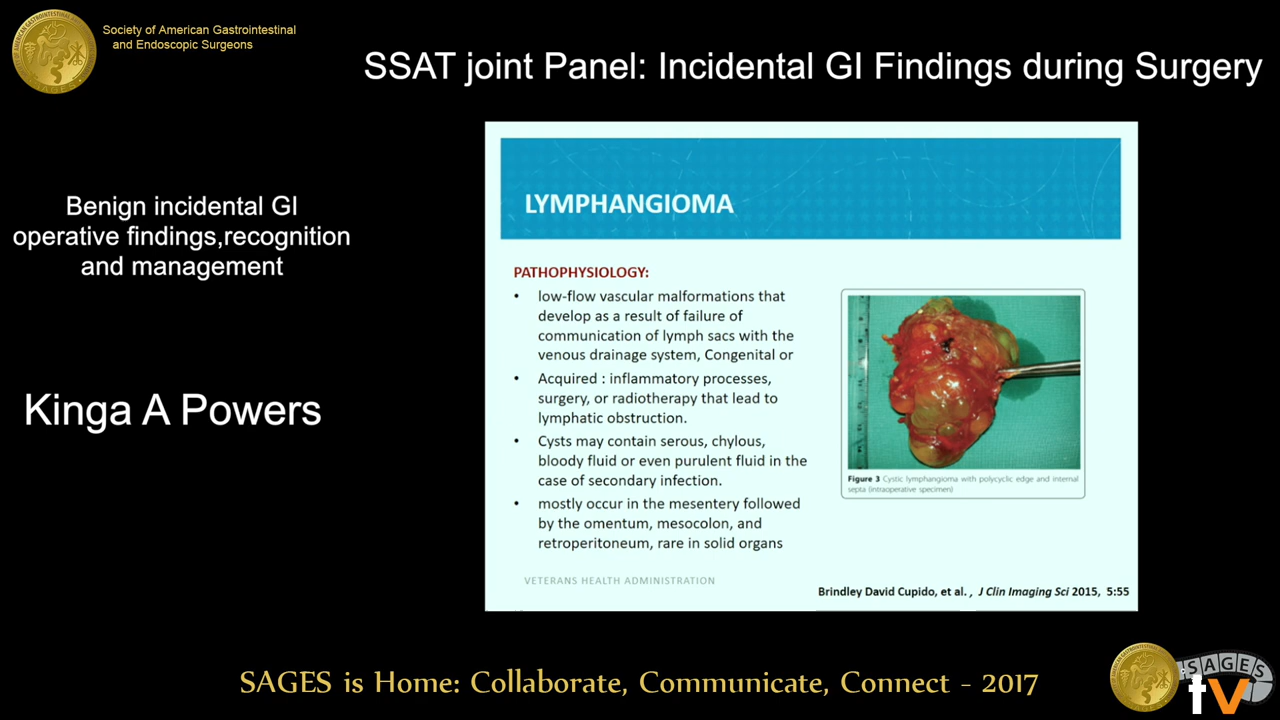 Society of American Gastrointestinal
and Endoscopic Surgeons
SSAT joint Panel: Incidental GI Findings during Surgery
Benign incidental GI
operative findings,recognition
and management
Kinga A Powers
LYMPHANGIOMA
PATHOPHYSIOLOGY:
• low-flow vascular malformations that
develop as a result of failure of
communication of lymph sacs with the
venous drainage system, Congenital or
• Acquired : inflammatory processes,
surgery, or radiotherapy that lead to
lymphatic obstruction.
• Cysts may contain serous, chylous,
bloody fluid or even purulent fluid in the
case of secondary infection.
• mostly occur in the mesentery followed
by the omentum, mesocolon, and
retroperitoneum, rare in solid organs
Figure 3 Cystic lymphangioma with polycyclic edge and internal
septa (intraoperative specimen)
VETERANS HEALTH ADMINISTRATION
Brindley David Cupido, et al. , J Clin Imaging Sci 2015, 5:55
SAGES is Home: Collaborate, Communicate, Connect - 2017
SAGES
tv